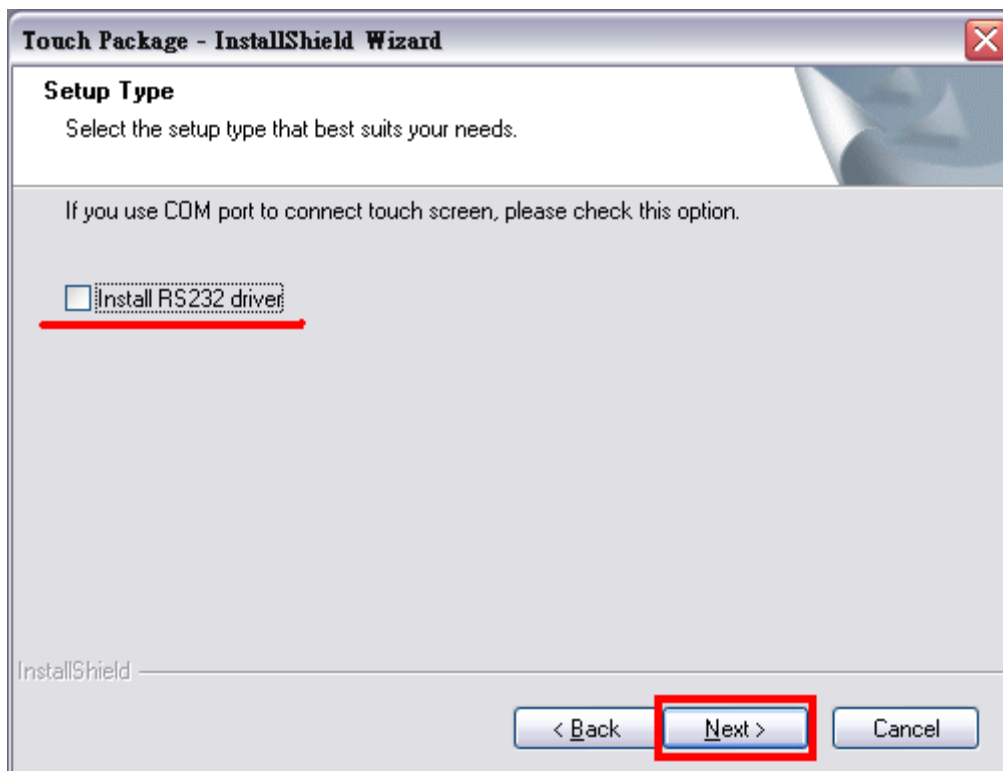 Touch Package - InstallShield Wizard
Setup Type
Select the setup type that best suits your needs.
If you use COM port to connect touch screen, please check this option.
Install RS232 driver
InstallShield
< Back Next > Cancel